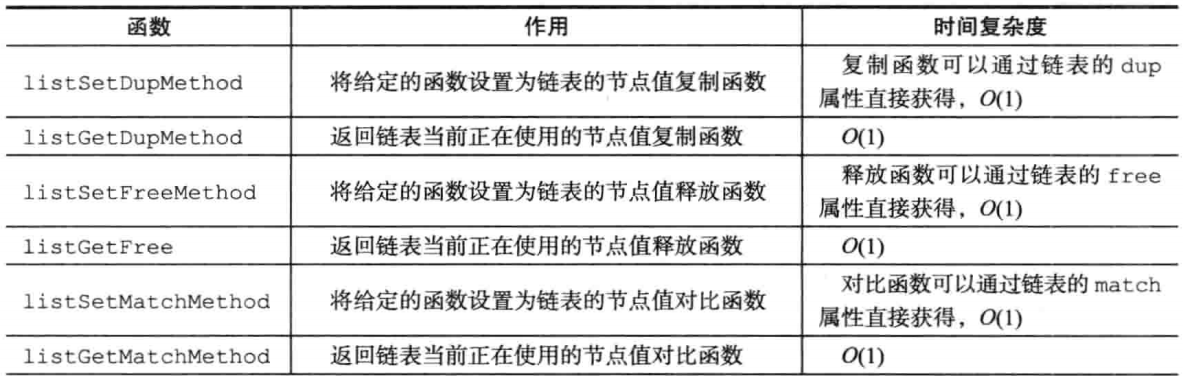 函数 作用 时间复杂度
listSetDupMethod 将给定的函数设置为链表的节点值复制函数 复制函数可以通过链表的 dup
属性直接获得，O(1)
listGetDupMethod 返回链表当前正在使用的节点值复制函数 O(1)
listSetFreeMethod 将给定的函数设置为链表的节点值释放函数 释放函数可以通过链表的 free
属性直接获得，O(1)
listGetFree 返回链表当前正在使用的节点值释放函数 O(1)
listSetMatchMethod 将给定的函数设置为链表的节点值对比函数 对比函数可以通过链表的 match
属性直接获得，O(1)
listGetMatchMethod 返回链表当前正在使用的节点值对比函数 O(1)